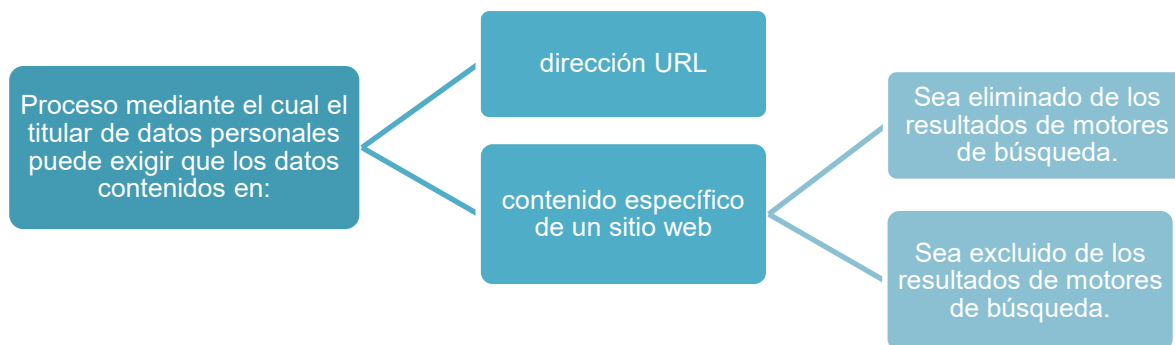 Proceso mediante el cual el
titular de datos personales
puede exigir que los datos
contenidos en:
dirección URL
contenido específico
de un sitio web
Sea eliminado de los
resultados de motores
de búsqueda.
Sea excluido de los
resultados de motores
de búsqueda.